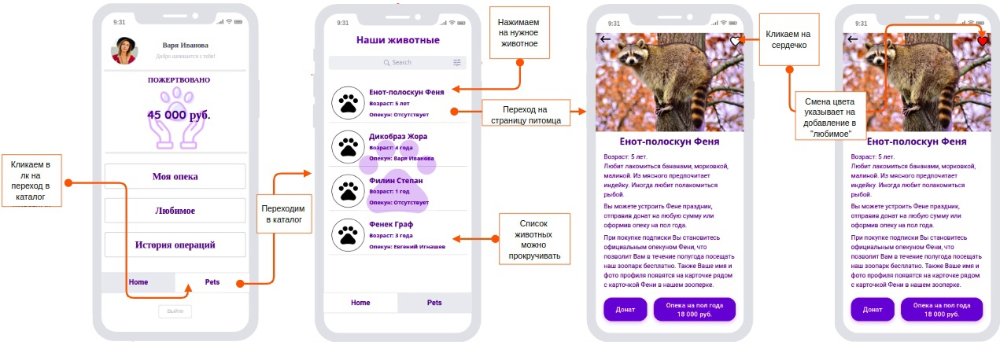 Кликаем в
лк на
переход в
каталог
9:31
Варя Иванова
Добро начинается с тебя!
ПОЖЕРТВОВАНО
45 000 руб.
Моя опека
Любимое
История операций
Home
Pets
Выйти
Переходим
в каталог
9:31
Наши животные
Search
Енот-полоскун Феня
Возраст: 5 лет
Опекун: Отсутствует
Дикобраз Жора
Возраст: 4 года
Опекун: Варя Иванова
Филин Степан
Возраст: 1 год
Опекун: Отсутствует
Фенек Граф
Возраст: 3 года
Опекун: Евгений Игнашев
Home
Pets
Нажимаем
на нужное
животное
Переход на
страницу питомца
Список
животных
можно
прокручивать
9:31
Енот-полоскун Феня
Возраст: 5 лет.
Любит лакомиться бананами, морковкой,
малиной. Из мясного предпочитает
индейку. Иногда любит полакомиться
рыбой.
Вы можете устроить Фене праздник,
отправив донат на любую сумму или
оформив опеку на пол года.
При покупке подписки Вы становитесь
официальным опекуном Фени, что
позволит Вам в течение полугода посещать
наш зоопарк бесплатно. Также Ваше имя и
фото профиля появятся на карточке рядом
с карточкой Фени в нашем зооперке.
Донат
Опека на пол года
18 000 руб.
Кликаем на
сердечко
Смена цвета
указывает на
добавление в
"любимое"
9:31
Енот-полоскун Феня
Возраст: 5 лет.
Любит лакомиться бананами, морковкой,
малиной. Из мясного предпочитает
индейку. Иногда любит полакомиться
рыбой.
Вы можете устроить Фене праздник,
отправив донат на любую сумму или
оформив опеку на пол года.
При покупке подписки Вы становитесь
официальным опекуном Фени, что
позволит Вам в течение полугода посещать
наш зоопарк бесплатно. Также Ваше имя и
фото профиля появятся на карточке рядом
с карточкой Фени в нашем зооперке.
Донат
Опека на пол года
18 000 руб.